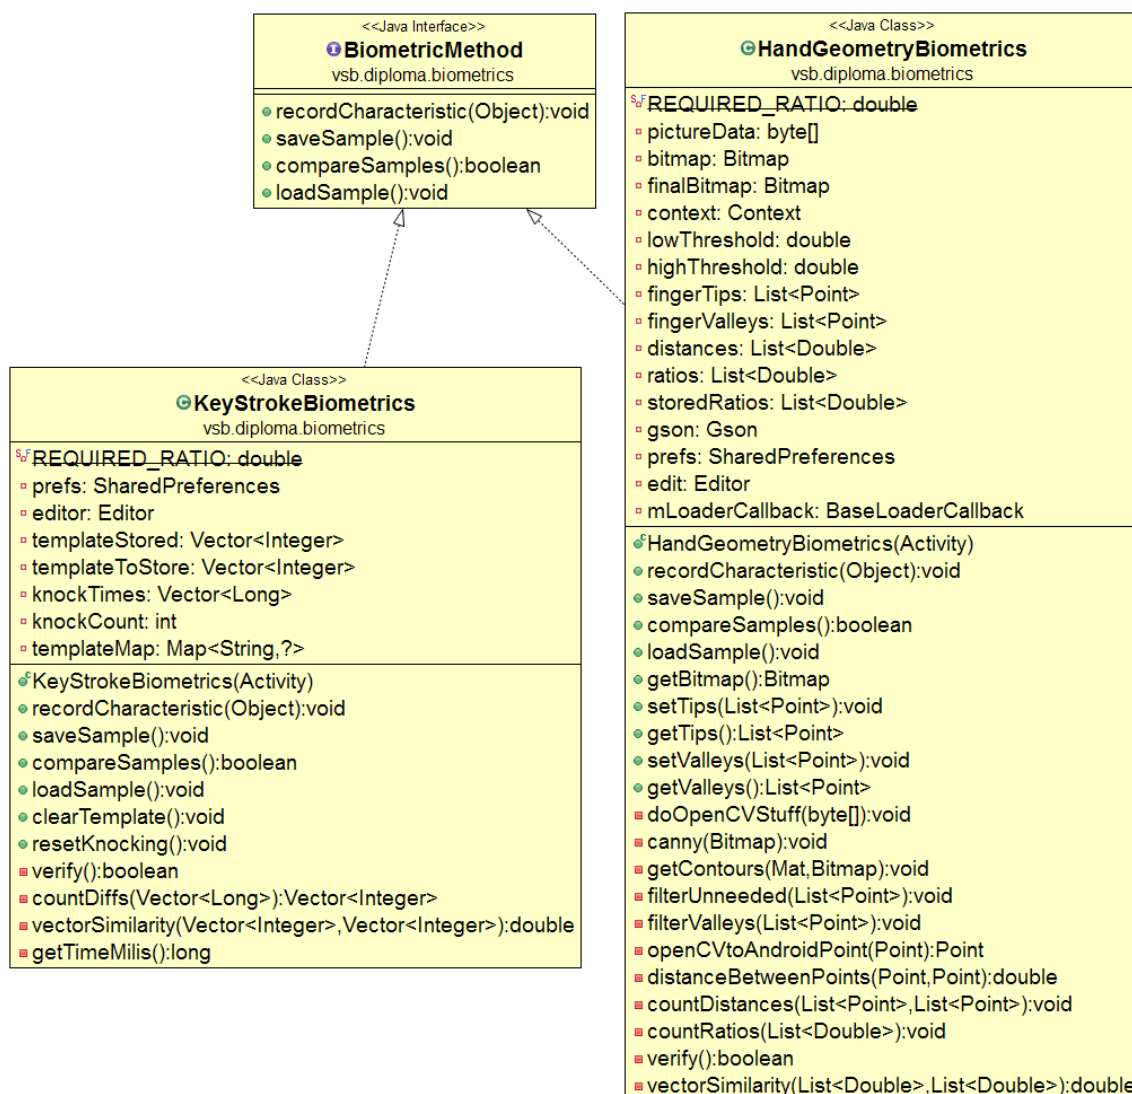 <<Java Interface>>
BiometricMethod
vsb.diploma.biometrics
recordCharacteristic(Object):void
saveSample():void
compareSamples():boolean
loadSample():void
<<Java Class>>
HandGeometryBiometrics
vsb.diploma.biometrics
REQUIRED_RATIO: double
pictureData: byte[]
bitmap: Bitmap
finalBitmap: Bitmap
context: Context
lowThreshold: double
highThreshold: double
fingerTips: List<Point>
fingerValleys: List<Point>
distances: List<Double>
ratios: List<Double>
storedRatios: List<Double>
gson: Gson
prefs: SharedPreferences
edit: Editor
mLoaderCallback: BaseLoaderCallback
HandGeometryBiometrics(Activity)
recordCharacteristic(Object):void
saveSample():void
compareSamples():boolean
loadSample():void
getBitmap():Bitmap
setTips(List<Point>):void
getTips():List<Point>
setValleys(List<Point>):void
getValleys():List<Point>
doOpenCVStuff(byte[]):void
canny(Bitmap):void
getContours(Mat,Bitmap):void
filterUnneeded(List<Point>):void
filterValleys(List<Point>):void
openCVtoAndroidPoint(Point):Point
distanceBetweenPoints(Point,Point):double
countDistances(List<Point>,List<Point>):void
countRatios(List<Double>):void
verify():boolean
vectorSimilarity(List<Double>,List<Double>):double
<<Java Class>>
KeyStrokeBiometrics
vsb.diploma.biometrics
REQUIRED_RATIO: double
prefs: SharedPreferences
editor: Editor
templateStored: Vector<Integer>
templateToStore: Vector<Integer>
knockTimes: Vector<Long>
knockCount: int
templateMap: Map<String,?>
KeyStrokeBiometrics(Activity)
recordCharacteristic(Object):void
saveSample():void
compareSamples():boolean
loadSample():void
clearTemplate():void
resetKnocking():void
verify():boolean
countDiffs(Vector<Long>):Vector<Integer>
vectorSimilarity(Vector<Integer>,Vector<Integer>):double
getTimeMilis():long